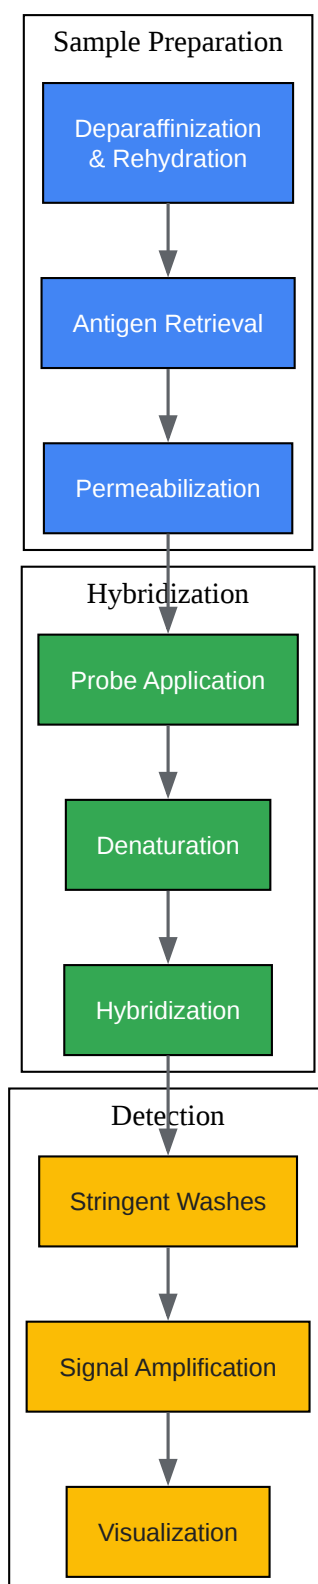 Sample Preparation
Deparaffinization
& Rehydration
Antigen Retrieval
Permeabilization
Hybridization
Probe Application
Denaturation
Hybridization
Detection
Stringent Washes
Signal Amplification
Visualization